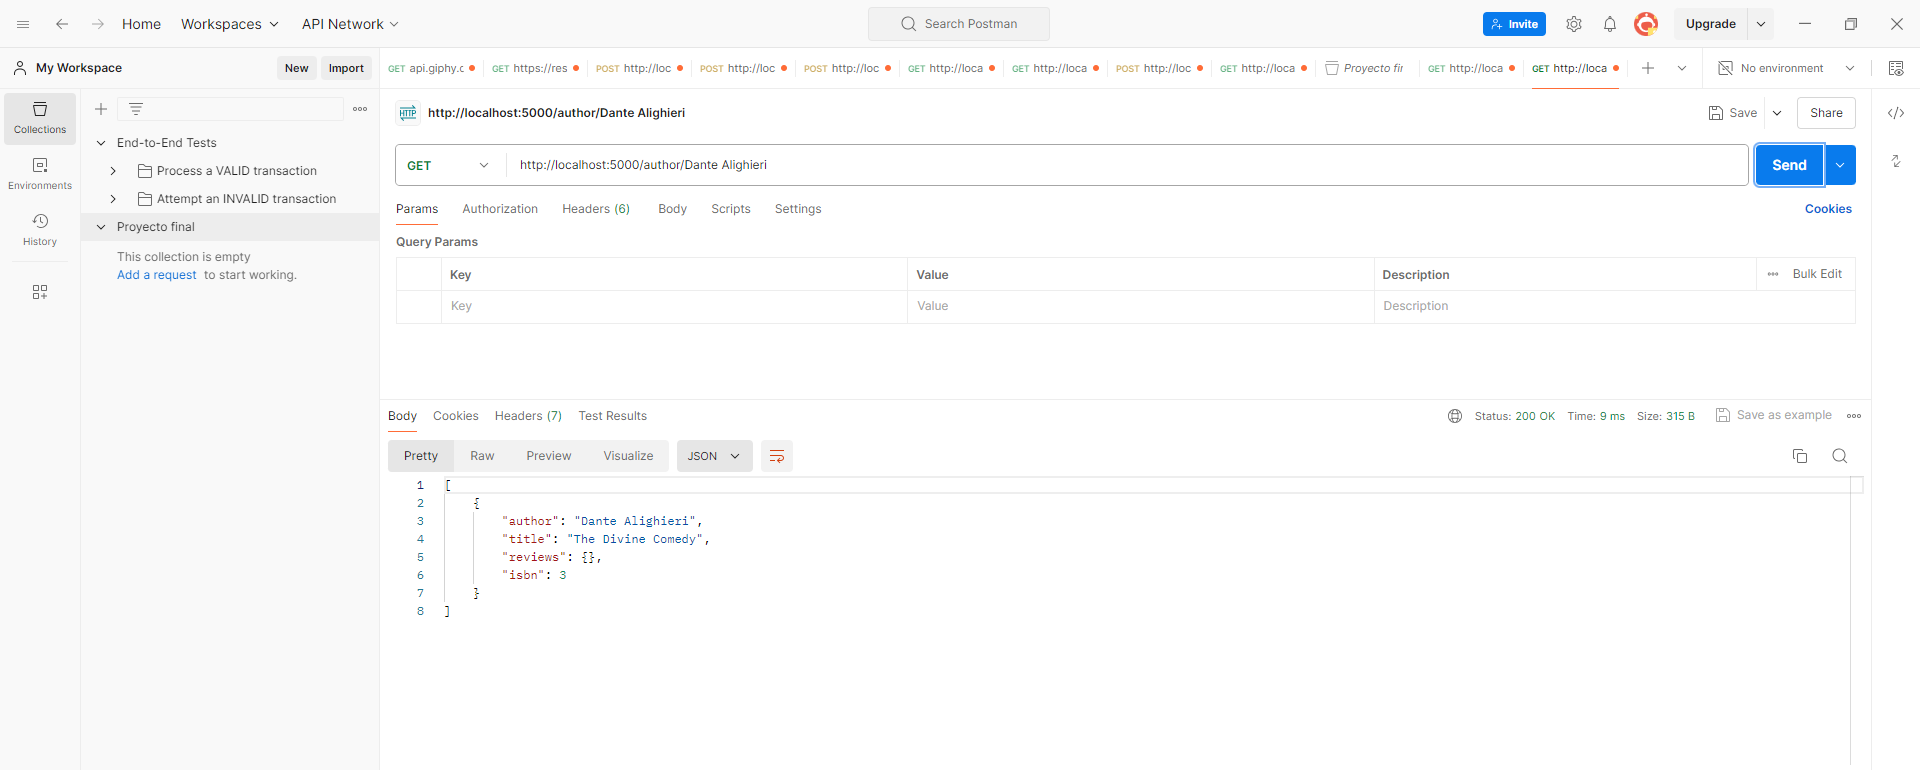 Home Workspaces API Network Search Postman Invite Upgrade
My Workspace New Import GET api.giphy.c GET https://res POST http://loc POST http://loc POST http://loc GET http://loca GET http://loca POST http://loc GET http://loca Proyecto fir GET http://loca GET http://loca No environment
Collections
Environments
History
End-to-End Tests
Process a VALID transaction
Attempt an INVALID transaction
Proyecto final
This collection is empty
Add a request to start working.
HTTP http://localhost:5000/author/Dante Alighieri Save Share
GET http://localhost:5000/author/Dante Alighieri Send
Params Authorization Headers (6) Body Scripts Settings Cookies
Query Params
Key Value Description Bulk Edit
Key Value Description
Body Cookies Headers (7) Test Results Status: 200 OK Time: 9 ms Size: 315 B Save as example
Pretty Raw Preview Visualize JSON
1 [
2 {
3 "author": "Dante Alighieri",
4 "title": "The Divine Comedy",
5 "reviews": {},
6 "isbn": 3
7 }
8 ]